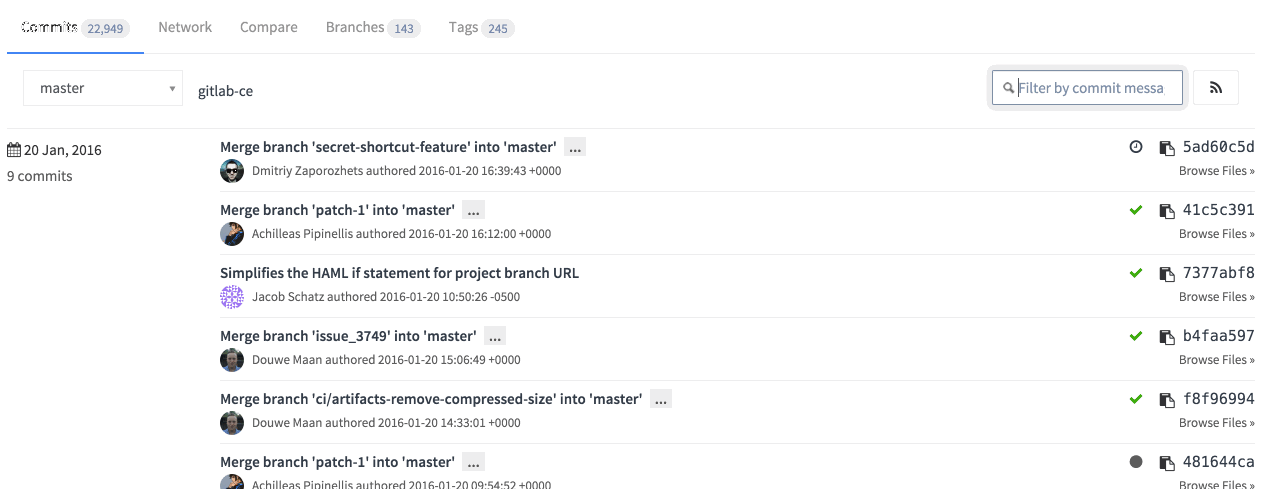 Commits 22,949 Network Compare Branches 143 Tags 245
master gitlab-ce Filter by commit messa
20 Jan, 2016
9 commits
Merge branch 'secret-shortcut-feature' into 'master' ... 5ad60c5d
Dmitriy Zaporozhets authored 2016-01-20 16:39:43 +0000 Browse Files »
Merge branch 'patch-1' into 'master' ... 41c5c391
Achilleas Pipinellis authored 2016-01-20 16:12:00 +0000 Browse Files »
Simplifies the HAML if statement for project branch URL 7377abf8
Jacob Schatz authored 2016-01-20 10:50:26 -0500 Browse Files »
Merge branch 'issue_3749' into 'master' ... b4faa597
Douwe Maan authored 2016-01-20 15:06:49 +0000 Browse Files »
Merge branch 'ci/artifacts-remove-compressed-size' into 'master' ... f8f96994
Douwe Maan authored 2016-01-20 14:33:01 +0000 Browse Files »
Merge branch 'patch-1' into 'master' ... 481644ca
Achilleas Pipinellis authored 2016-01-20 09:54:52 +0000 Browse Files »